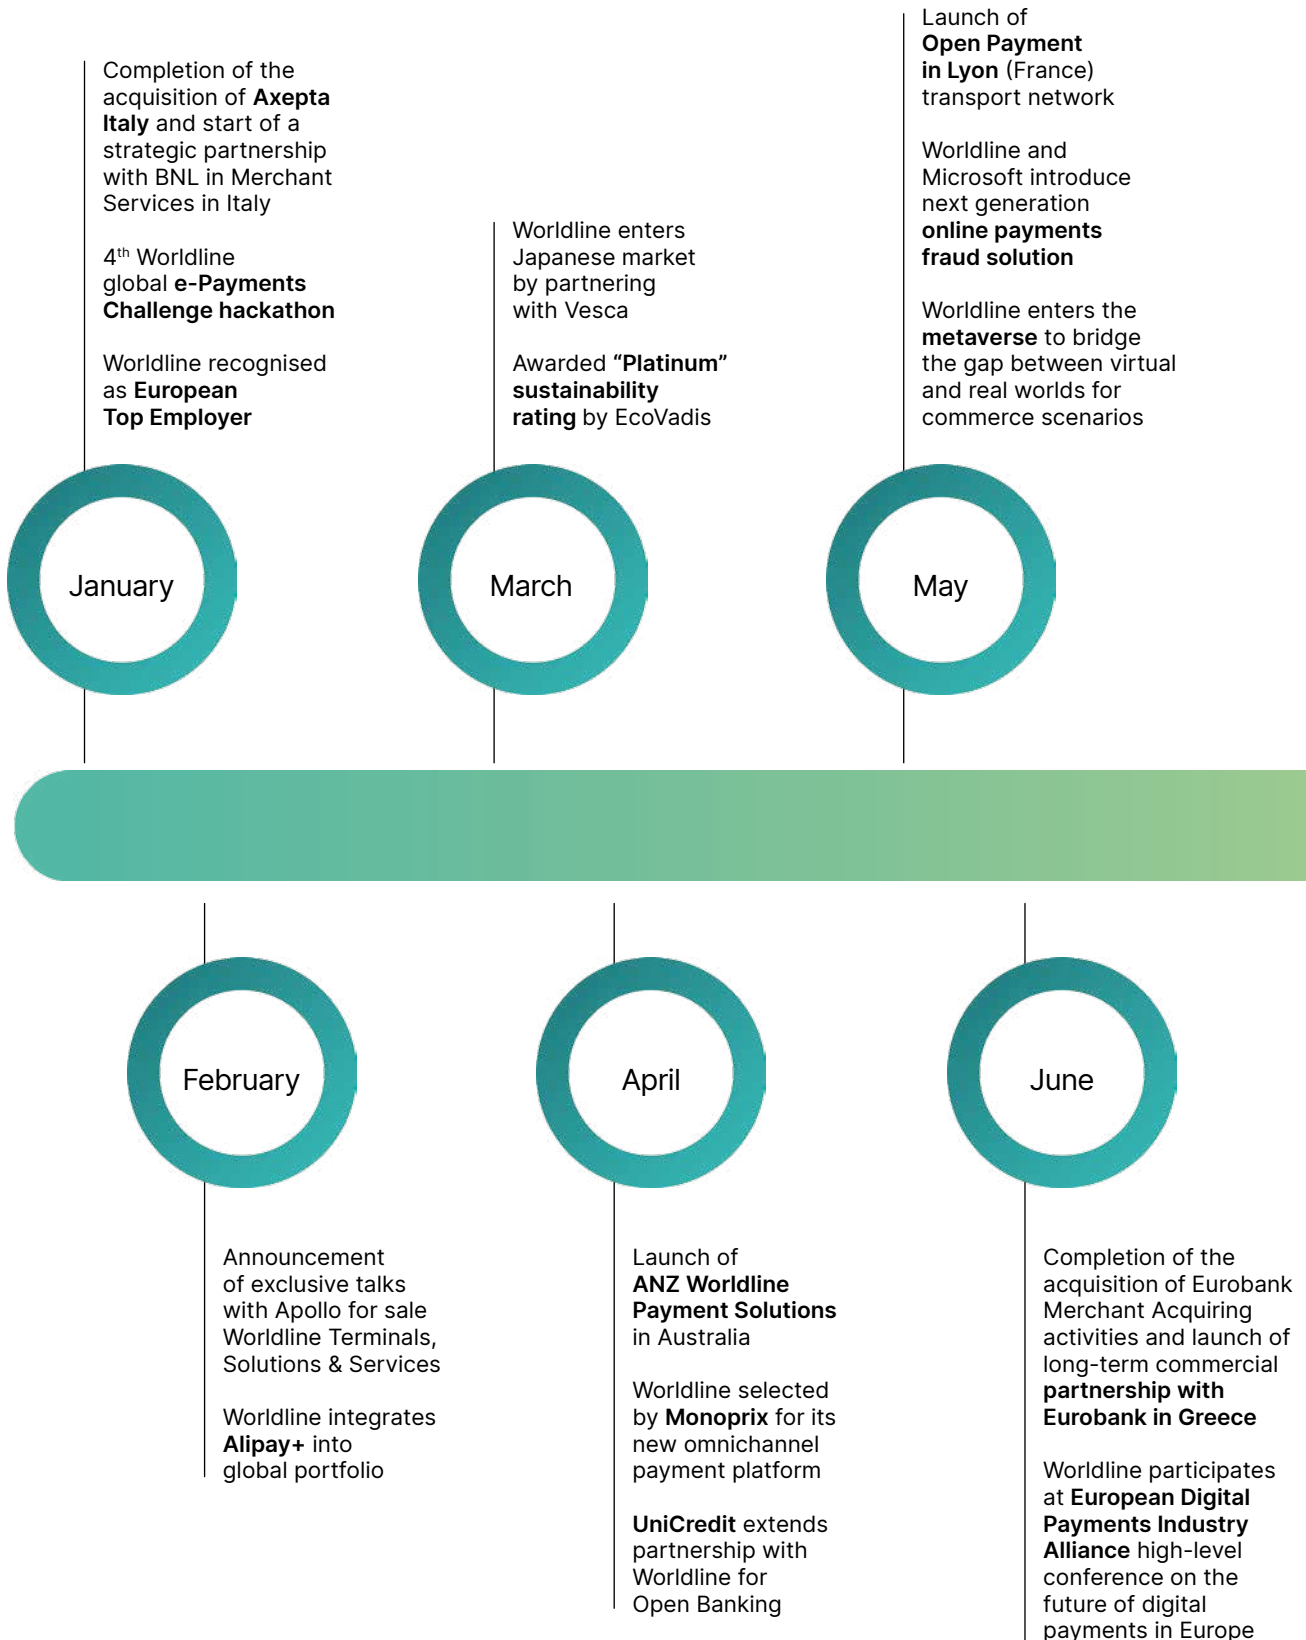 Completion of the
acquisition of Axepta
Italy and start of a
strategic partnership
with BNL in Merchant
Services in Italy
4th Worldline
global e-Payments
Challenge hackathon
Worldline recognised
as European
Top Employer
January
Worldline enters
Japanese market
by partnering
with Vesca
Awarded “Platinum”
sustainability
rating by EcoVadis
March
Launch of
Open Payment
in Lyon (France)
transport network
Worldline and
Microsoft introduce
next generation
online payments
fraud solution
Worldline enters the
metaverse to bridge
the gap between virtual
and real worlds for
commerce scenarios
May
February
Announcement
of exclusive talks
with Apollo for sale
Worldline Terminals,
Solutions & Services
Worldline integrates
Alipay+ into
global portfolio
April
Launch of
ANZ Worldline
Payment Solutions
in Australia
Worldline selected
by Monoprix for its
new omnichannel
payment platform
UniCredit extends
partnership with
Worldline for
Open Banking
June
Completion of the
acquisition of Eurobank
Merchant Acquiring
activities and launch of
long-term commercial
partnership with
Eurobank in Greece
Worldline participates
at European Digital
Payments Industry
Alliance high-level
conference on the
future of digital
payments in Europe